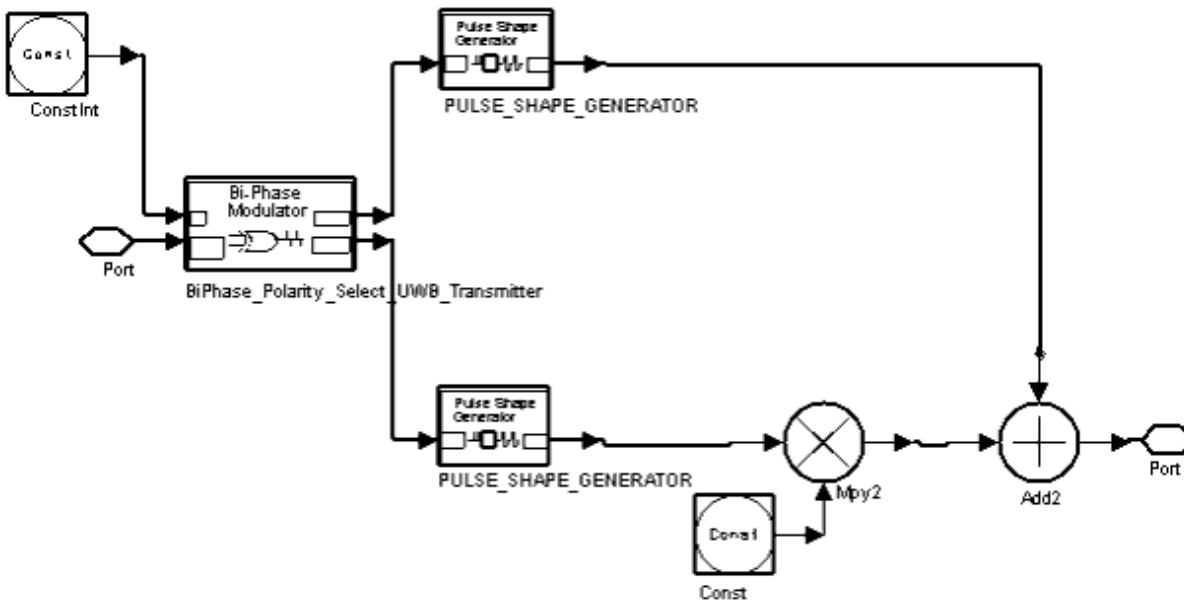 Pulse Shape
Generator
Const
ConstInt
PULSE_SHAPE_GENERATOR
Bi-Phase
Modulator
Port
BiPhase_Polarity_Select_UWB_Transmitter
Pulse Shape
Generator
PULSE_SHAPE_GENERATOR
Mpy2
Port
Add2
Const
Const